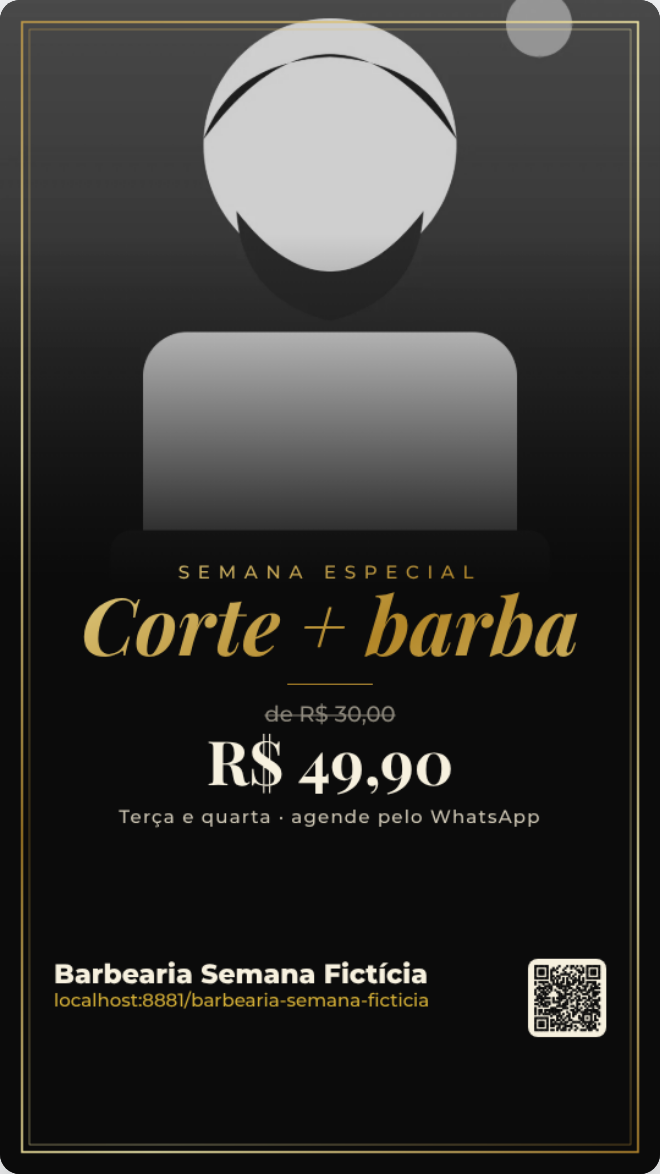 SEMANA ESPECIAL
Corte + barba
de R$ 30,00
R$ 49,90
Terça e quarta · agende pelo WhatsApp
Barbearia Semana Fictícia
localhost:8881/barbearia-semana-ficticia